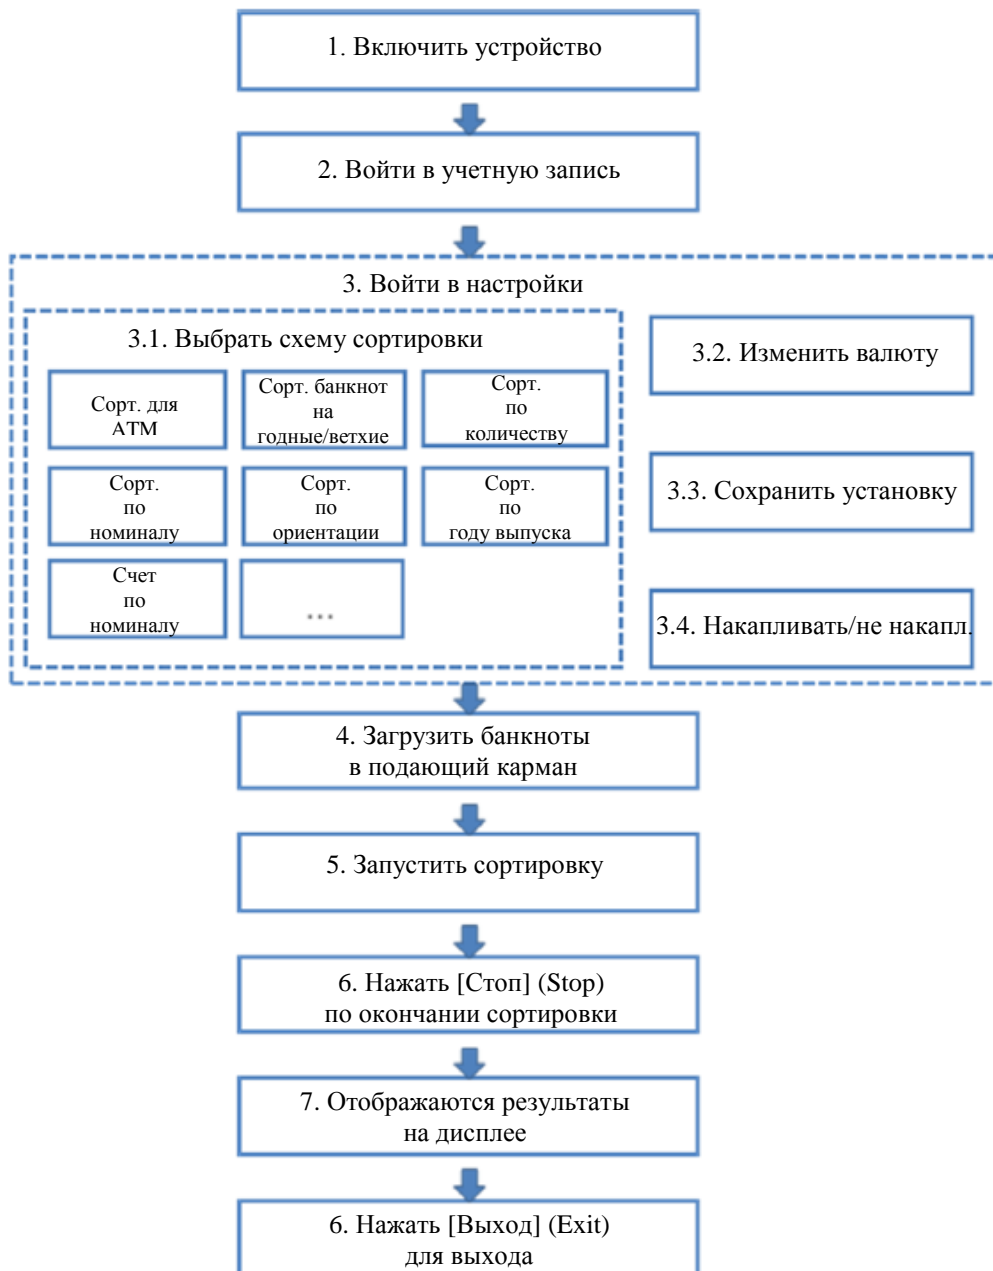 1. Включить устройство
2. Войти в учетную запись
3. Войти в настройки
3.1. Выбрать схему сортировки
Сорт. для
АТМ
Сорт. банкнот
на
годные/ветхие
Сорт.
по
количеству
Сорт.
по
номиналу
Сорт.
по
ориентации
Сорт.
по
году выпуска
Счет
по
номиналу
...
3.2. Изменить валюту
3.3. Сохранить установку
3.4. Накапливать/не накапл.
4. Загрузить банкноты
в подающий карман
5. Запустить сортировку
6. Нажать [Стоп] (Stop)
по окончании сортировки
7. Отображаются результаты
на дисплее
6. Нажать [Выход] (Exit)
для выхода